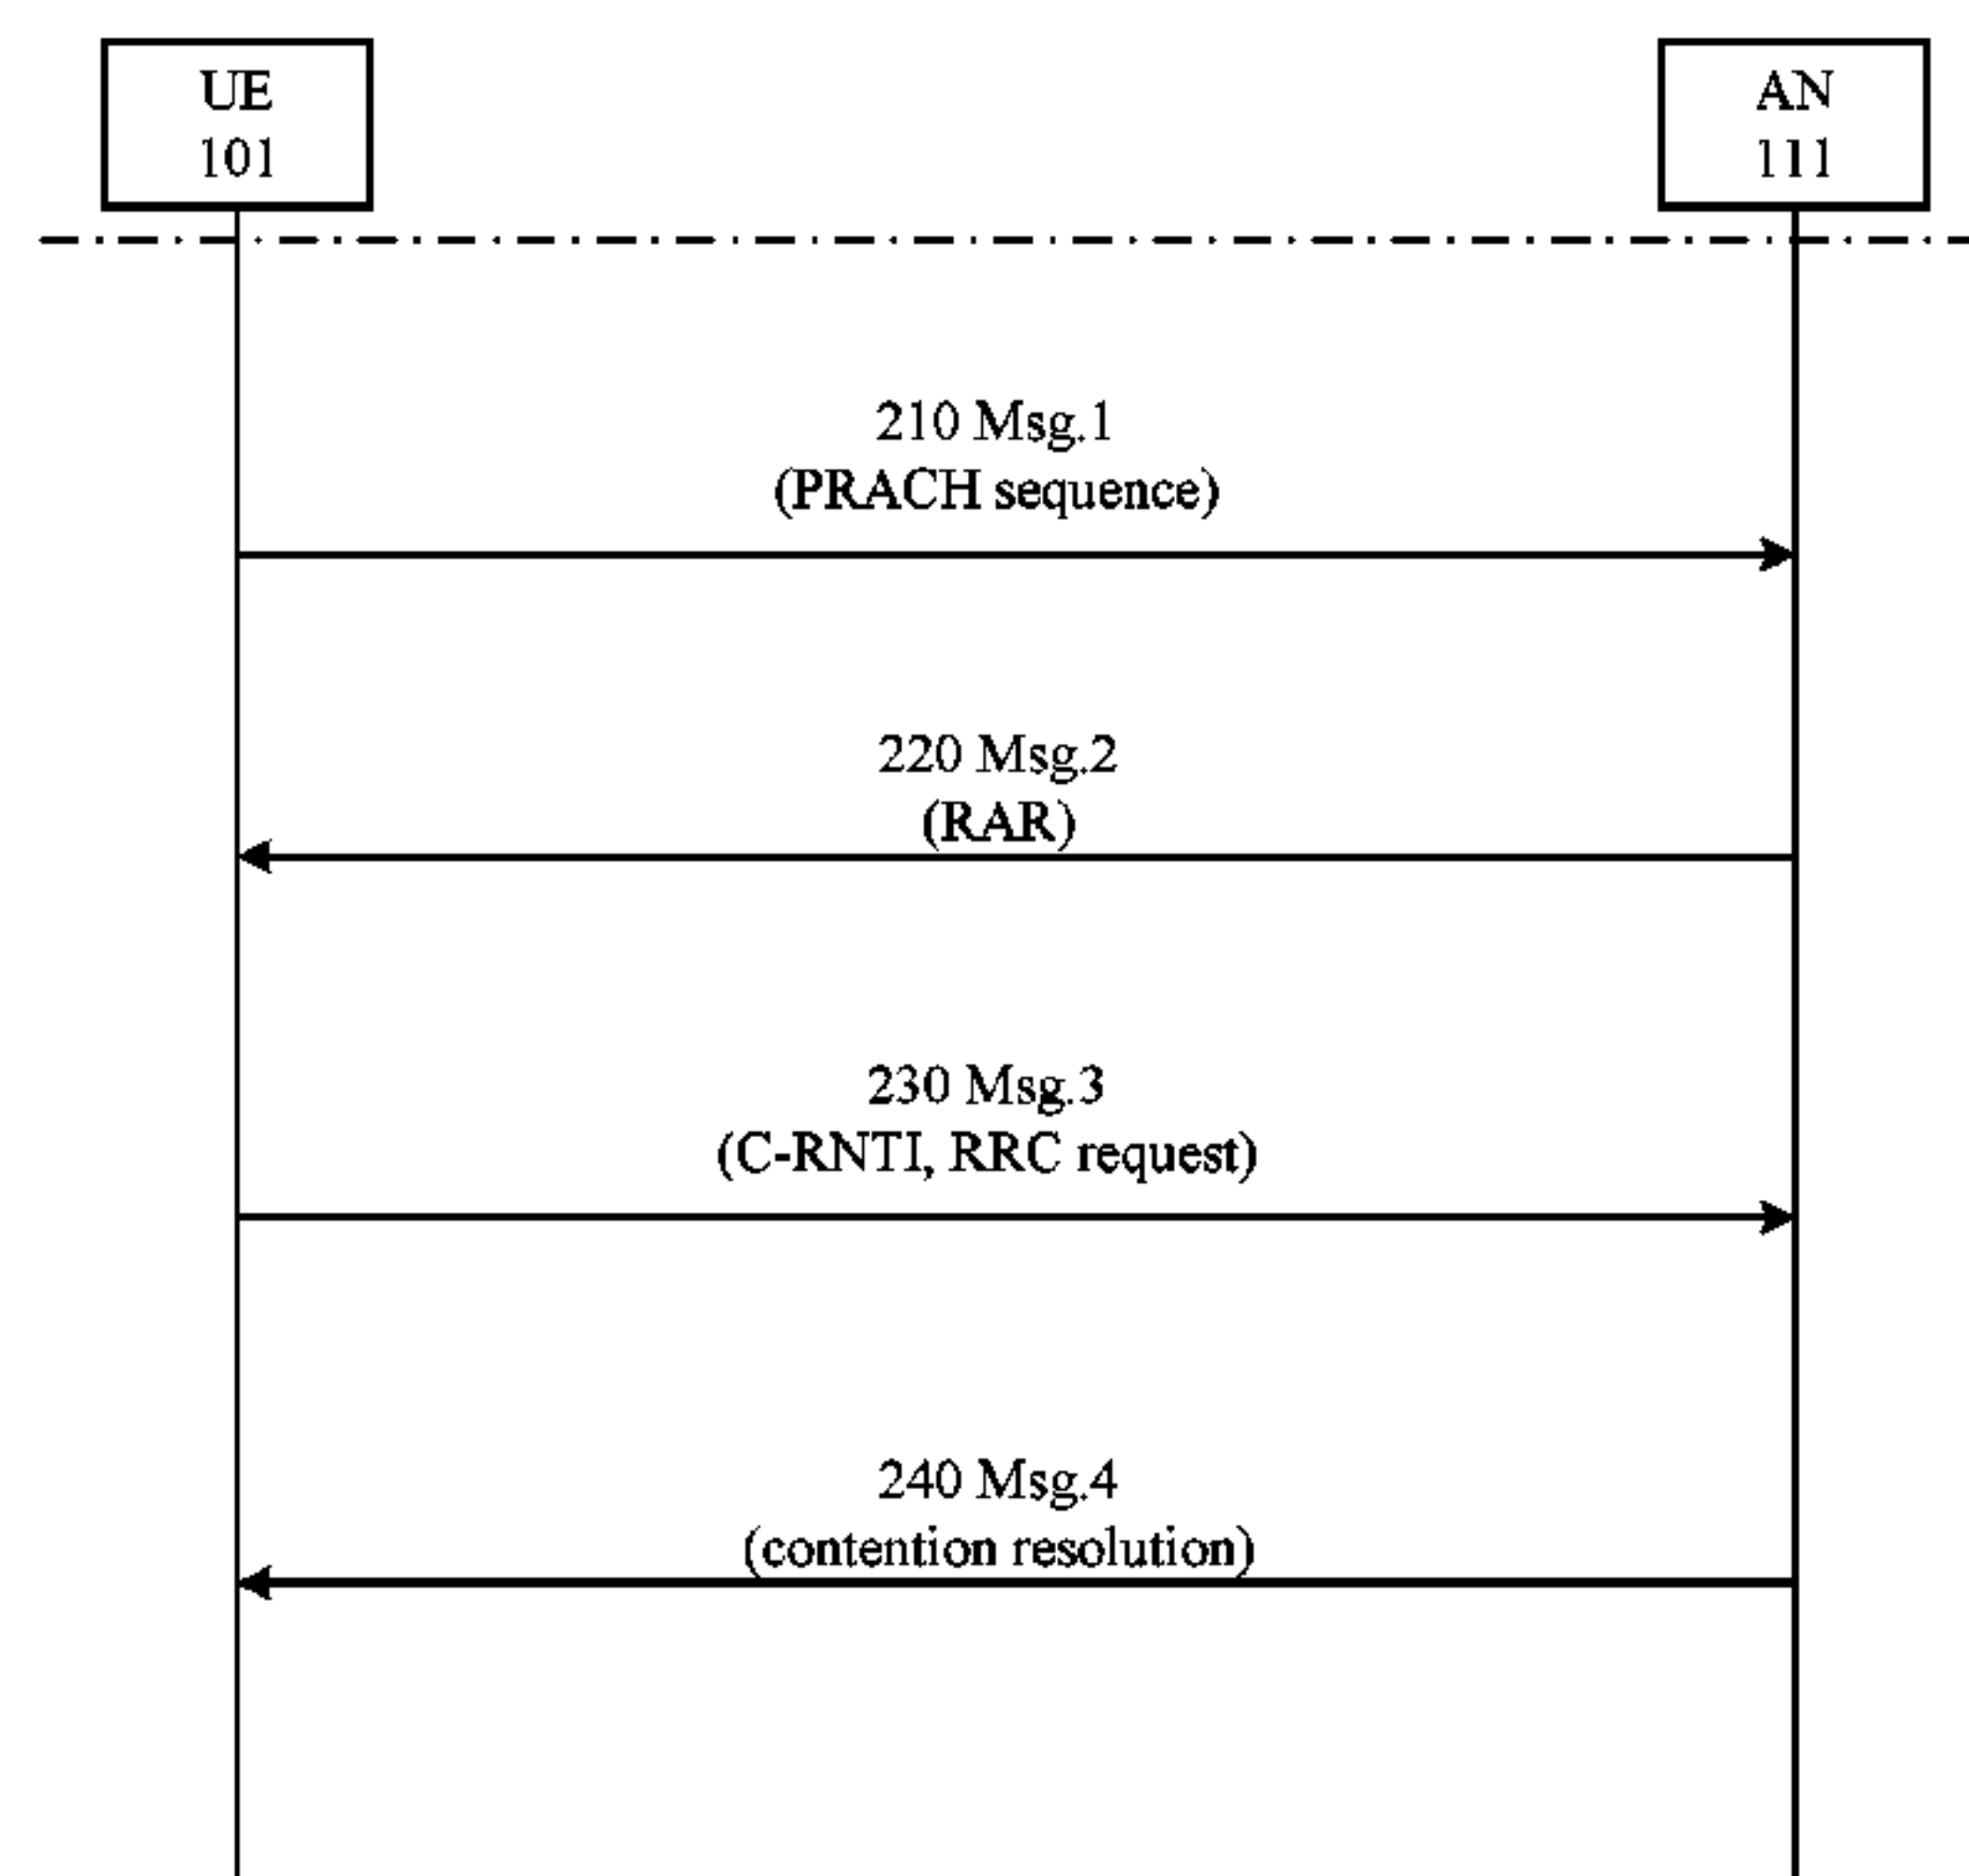 UE
101
AN
111
210 Msg.1
(PRACH sequence)
220 Msg.2
(RAR)
230 Msg.3
(C-RNTI, RRC request)
240 Msg.4
(contention resolution)